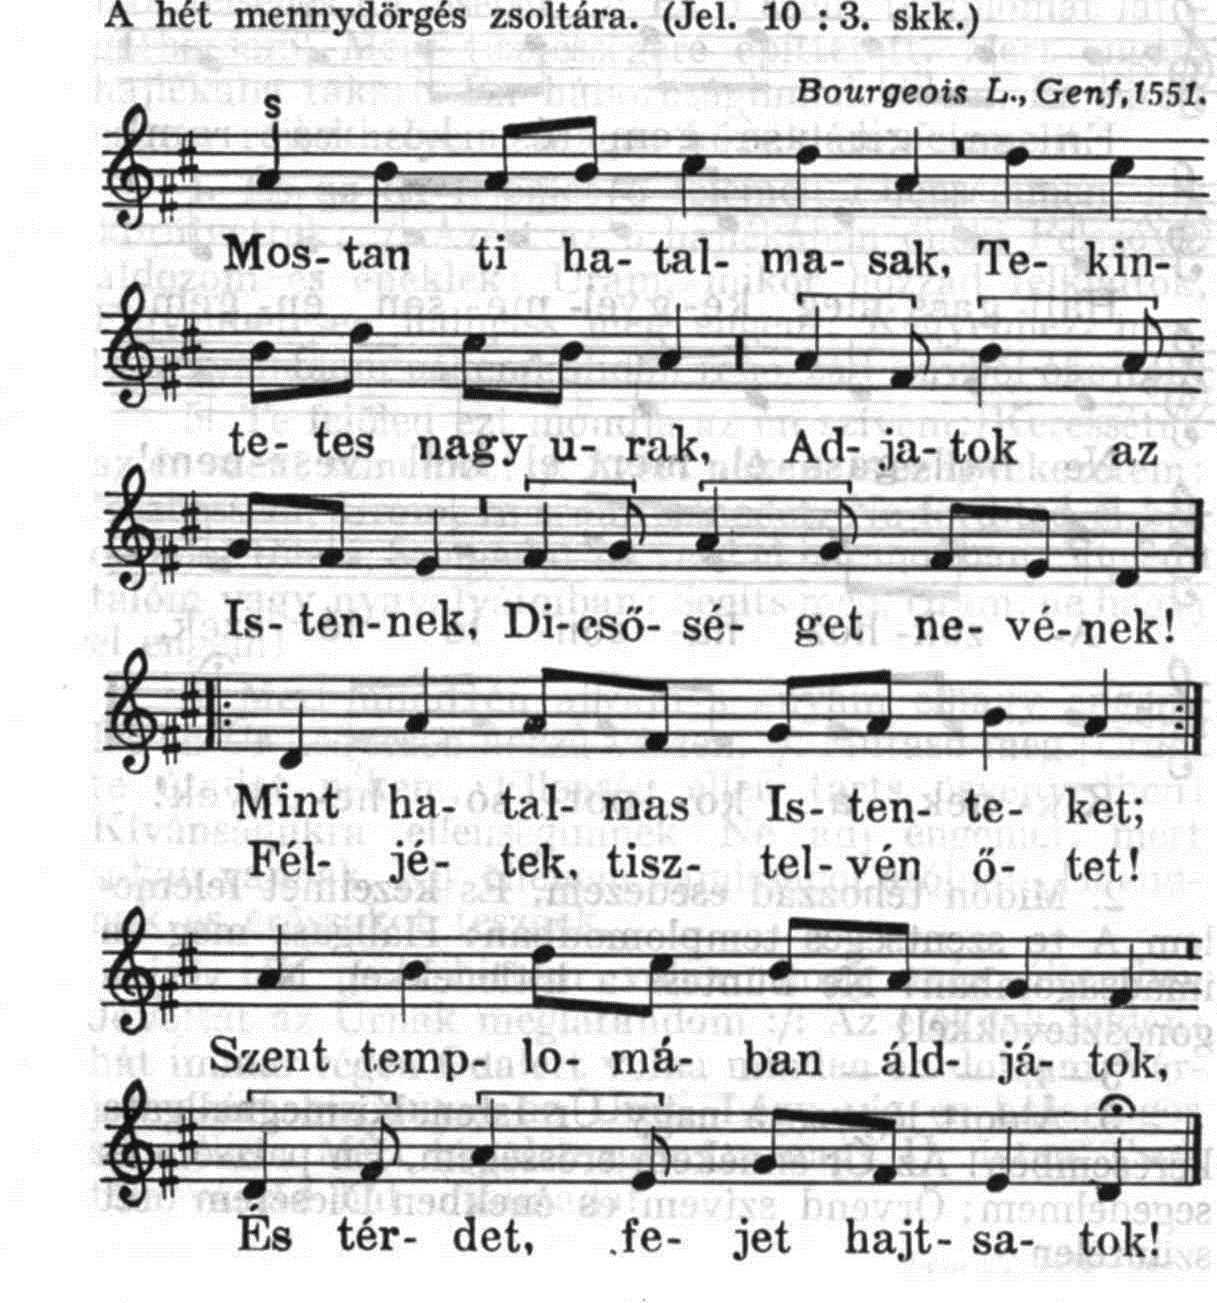 A hét mennydörgés zsoltára. (Jel. 10 : 3. skk.)
Bourgeois L., Genf, 1551.
S
Mos- tan ti ha- tal- ma- sak, Te- kin-
te- tes nagy u- rak, Ad- ja- tok az
Is- ten- nek, Di- cső- sé- get ne- vé- nek!
Mint ha- tal- mas Is- ten- te- ket;
Fél- jé- tek, tisz- tel- vén ő- tet!
Szent temp- lo- má- ban áld- já- tok,
És tér- det, fe- jet hajt- sa- tok!